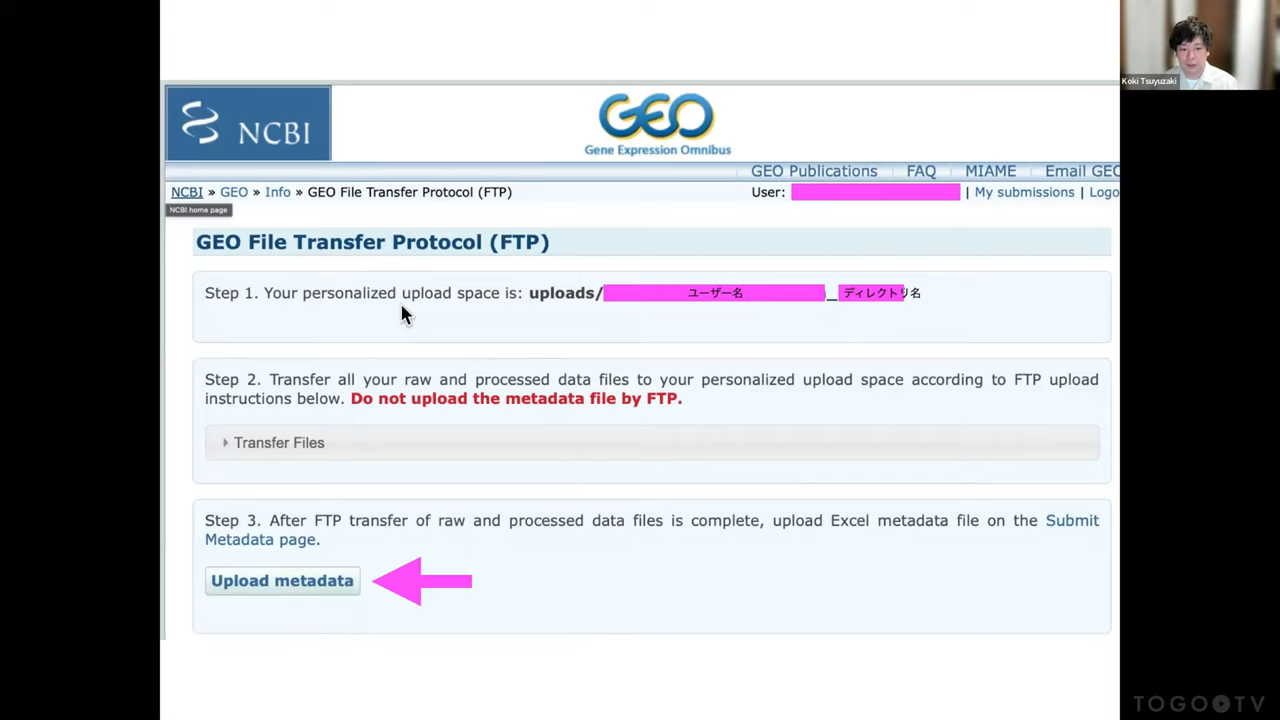 Koki Tsuyuzaki
NCBI
GEO
Gene Expression Omnibus
GEO Publications FAQ MIAME Email GEO
NCBI » GEO » Info » GEO File Transfer Protocol (FTP) User: | My submissions | Logo
NCBI home page
GEO File Transfer Protocol (FTP)
Step 1. Your personalized upload space is: uploads/ ユーザー名 _ ディレクトリ名
Step 2. Transfer all your raw and processed data files to your personalized upload space according to FTP upload
instructions below. Do not upload the metadata file by FTP.
Transfer Files
Step 3. After FTP transfer of raw and processed data files is complete, upload Excel metadata file on the Submit
Metadata page.
Upload metadata
TOGO TV